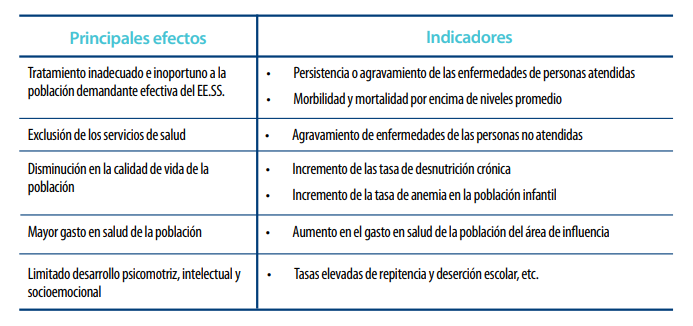 Principales efectos
Indicadores
Tratamiento inadecuado e inoportuno a la
población demandante efectiva del EE.SS.
• Persistencia o agravamiento de las enfermedades de personas atendidas
• Morbilidad y mortalidad por encima de niveles promedio
Exclusión de los servicios de salud
• Agravamiento de enfermedades de las personas no atendidas
Disminución en la calidad de vida de la
población
• Incremento de las tasa de desnutrición crónica
• Incremento de la tasa de anemia en la población infantil
Mayor gasto en salud de la población
• Aumento en el gasto en salud de la población del área de influencia
Limitado desarrollo psicomotriz, intelectual y
socioemocional
• Tasas elevadas de repitencia y deserción escolar, etc.